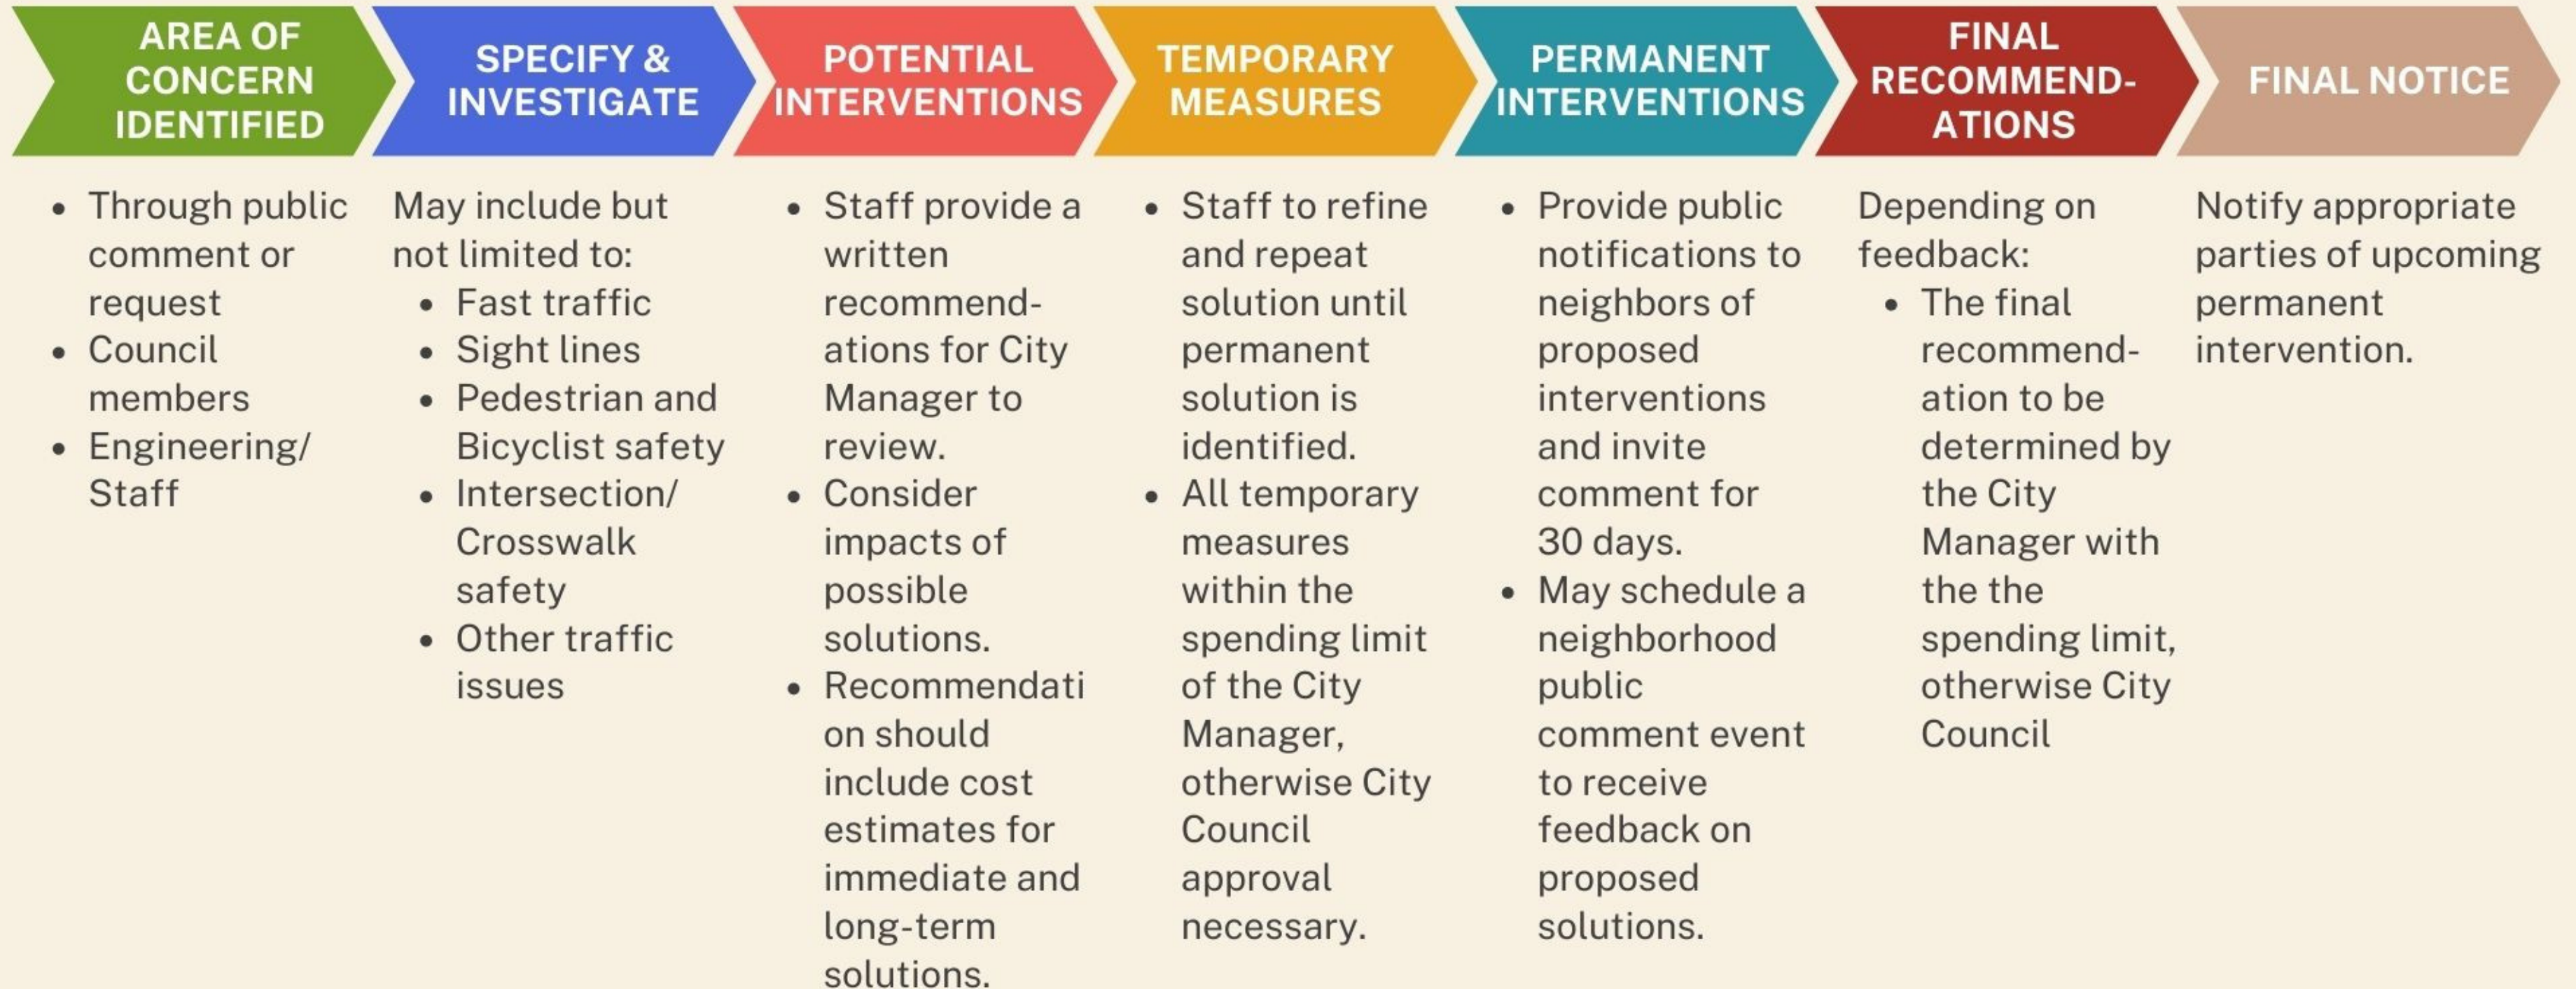 AREA OF
CONCERN
IDENTIFIED
SPECIFY &
INVESTIGATE
POTENTIAL
INTERVENTIONS
TEMPORARY
MEASURES
PERMANENT
INTERVENTIONS
FINAL
RECOMMEND-
ATIONS
FINAL NOTICE
• Through public
comment or
request
• Council
members
• Engineering/
Staff
May include but
not limited to:
• Fast traffic
• Sight lines
• Pedestrian and
Bicyclist safety
• Intersection/
Crosswalk
safety
• Other traffic
issues
• Staff provide a
written
recommend-
ations for City
Manager to
review.
• Consider
impacts of
possible
solutions.
• Recommendati
on should
include cost
estimates for
immediate and
long-term
solutions.
• Staff to refine
and repeat
solution until
permanent
solution is
identified.
• All temporary
measures
within the
spending limit
of the City
Manager,
otherwise City
Council
approval
necessary.
• Provide public
notifications to
neighbors of
proposed
interventions
and invite
comment for
30 days.
• May schedule a
neighborhood
public
comment event
to receive
feedback on
proposed
solutions.
Depending on
feedback:
• The final
recommend-
ation to be
determined by
the City
Manager with
the the
spending limit,
otherwise City
Council
Notify appropriate
parties of upcoming
permanent
intervention.